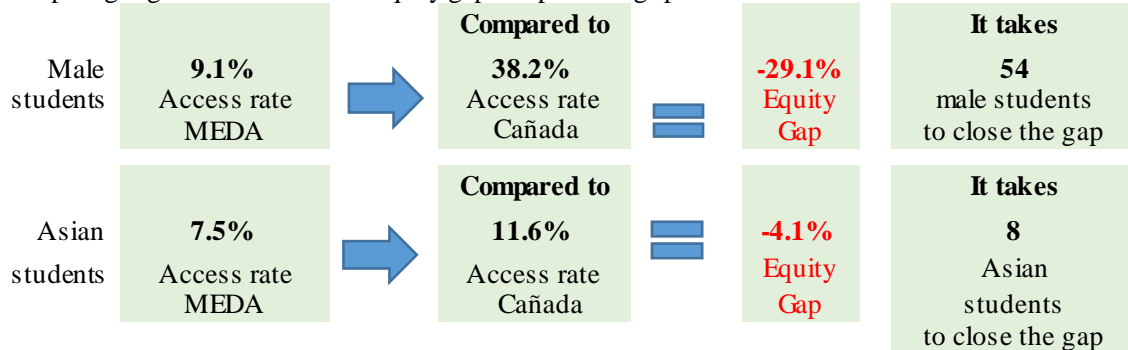 Compared to
It takes
Male
students
9.1%
Access rate
MEDA
38.2%
Access rate
Cañada
-29.1%
Equity
Gap
54
male students
to close the gap
Compared to
It takes
Asian
students
7.5%
Access rate
MEDA
11.6%
Access rate
Cañada
-4.1%
Equity
Gap
8
Asian
students
to close the gap